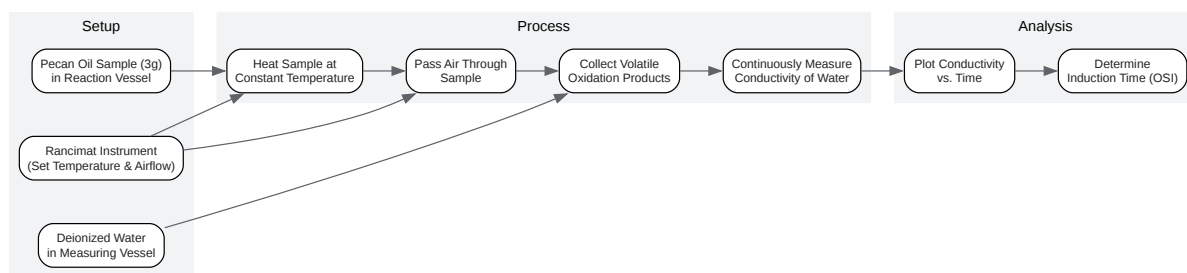 Setup
Process
Analysis
Pecan Oil Sample (3g)
in Reaction Vessel
Heat Sample at
Constant Temperature
Pass Air Through
Sample
Collect Volatile
Oxidation Products
Continuously Measure
Conductivity of Water
Plot Conductivity
vs. Time
Determine
Induction Time (OSI)
Rancimat Instrument
(Set Temperature & Airflow)
Deionized Water
in Measuring Vessel